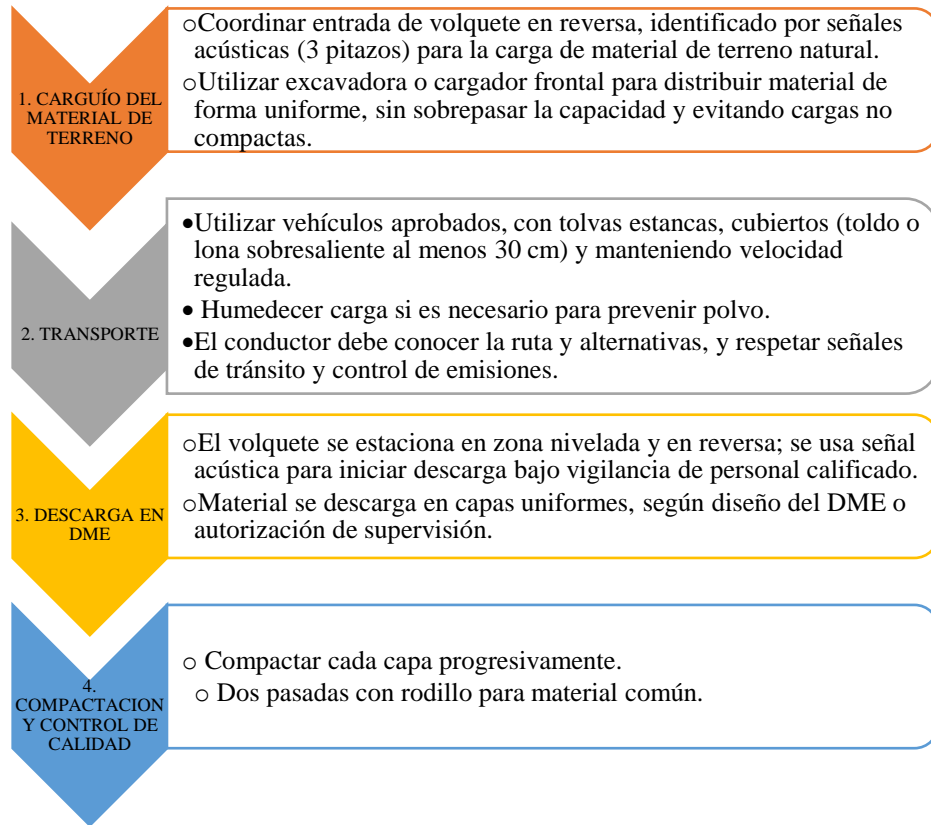 1. CARGUÍO DEL
MATERIAL DE
TERRENO
oCoordinar entrada de volquete en reversa, identificado por señales
acústicas (3 pitazos) para la carga de material de terreno natural.
oUtilizar excavadora o cargador frontal para distribuir material de
forma uniforme, sin sobrepasar la capacidad y evitando cargas no
compactas.
2. TRANSPORTE
•Utilizar vehículos aprobados, con tolvas estancas, cubiertos (toldo o
lona sobresaliente al menos 30 cm) y manteniendo velocidad
regulada.
• Humedecer carga si es necesario para prevenir polvo.
•El conductor debe conocer la ruta y alternativas, y respetar señales
de tránsito y control de emisiones.
3. DESCARGA EN
DME
oEl volquete se estaciona en zona nivelada y en reversa; se usa señal
acústica para iniciar descarga bajo vigilancia de personal calificado.
oMaterial se descarga en capas uniformes, según diseño del DME o
autorización de supervisión.
4.
COMPACTACION
Y CONTROL DE
CALIDAD
o Compactar cada capa progresivamente.
o Dos pasadas con rodillo para material común.